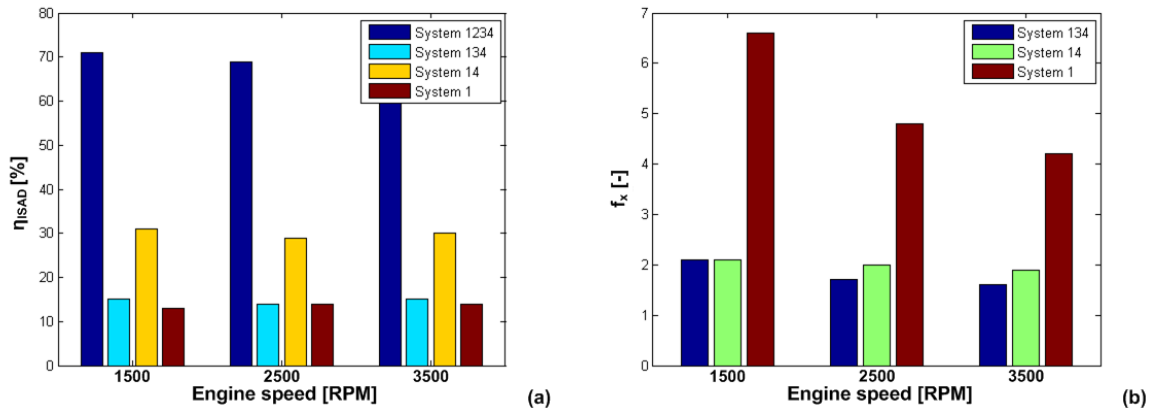 80
70
60
50
40
30
20
10
0
ηISAD [%]
System 1234
System 134
System 14
System 1
1500 2500 3500
Engine speed [RPM]
(a)
7
6
5
4
3
2
1
0
fx [-]
System 134
System 14
System 1
1500 2500 3500
Engine speed [RPM]
(b)